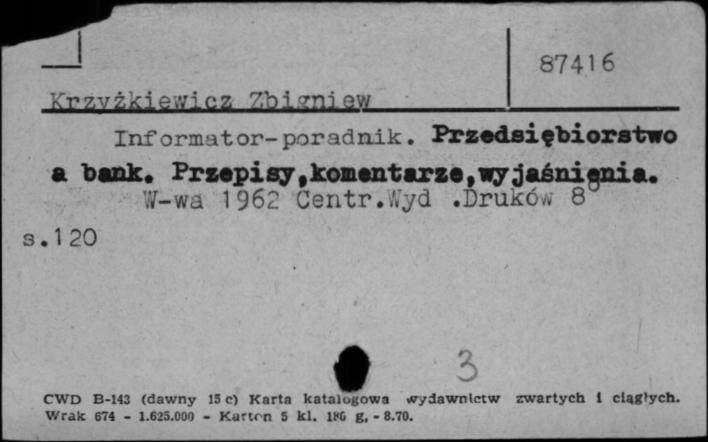 87416
Krzyżkiewicz Zbigniew
Informator-poradnik. Przedsiębiorstwo
a bank. Przepisy,komentarze,wyjaśnienia.
W-wa 1962 Centr.Wyd .Druków 8°
s.120
3
CWD B-143 (dawny 15 c) Karta katalogowa wydawnictw zwartych i ciągłych.
Wrak 674 - 1.625.000 - Karton 5 kl. 180 g, - 8.70.